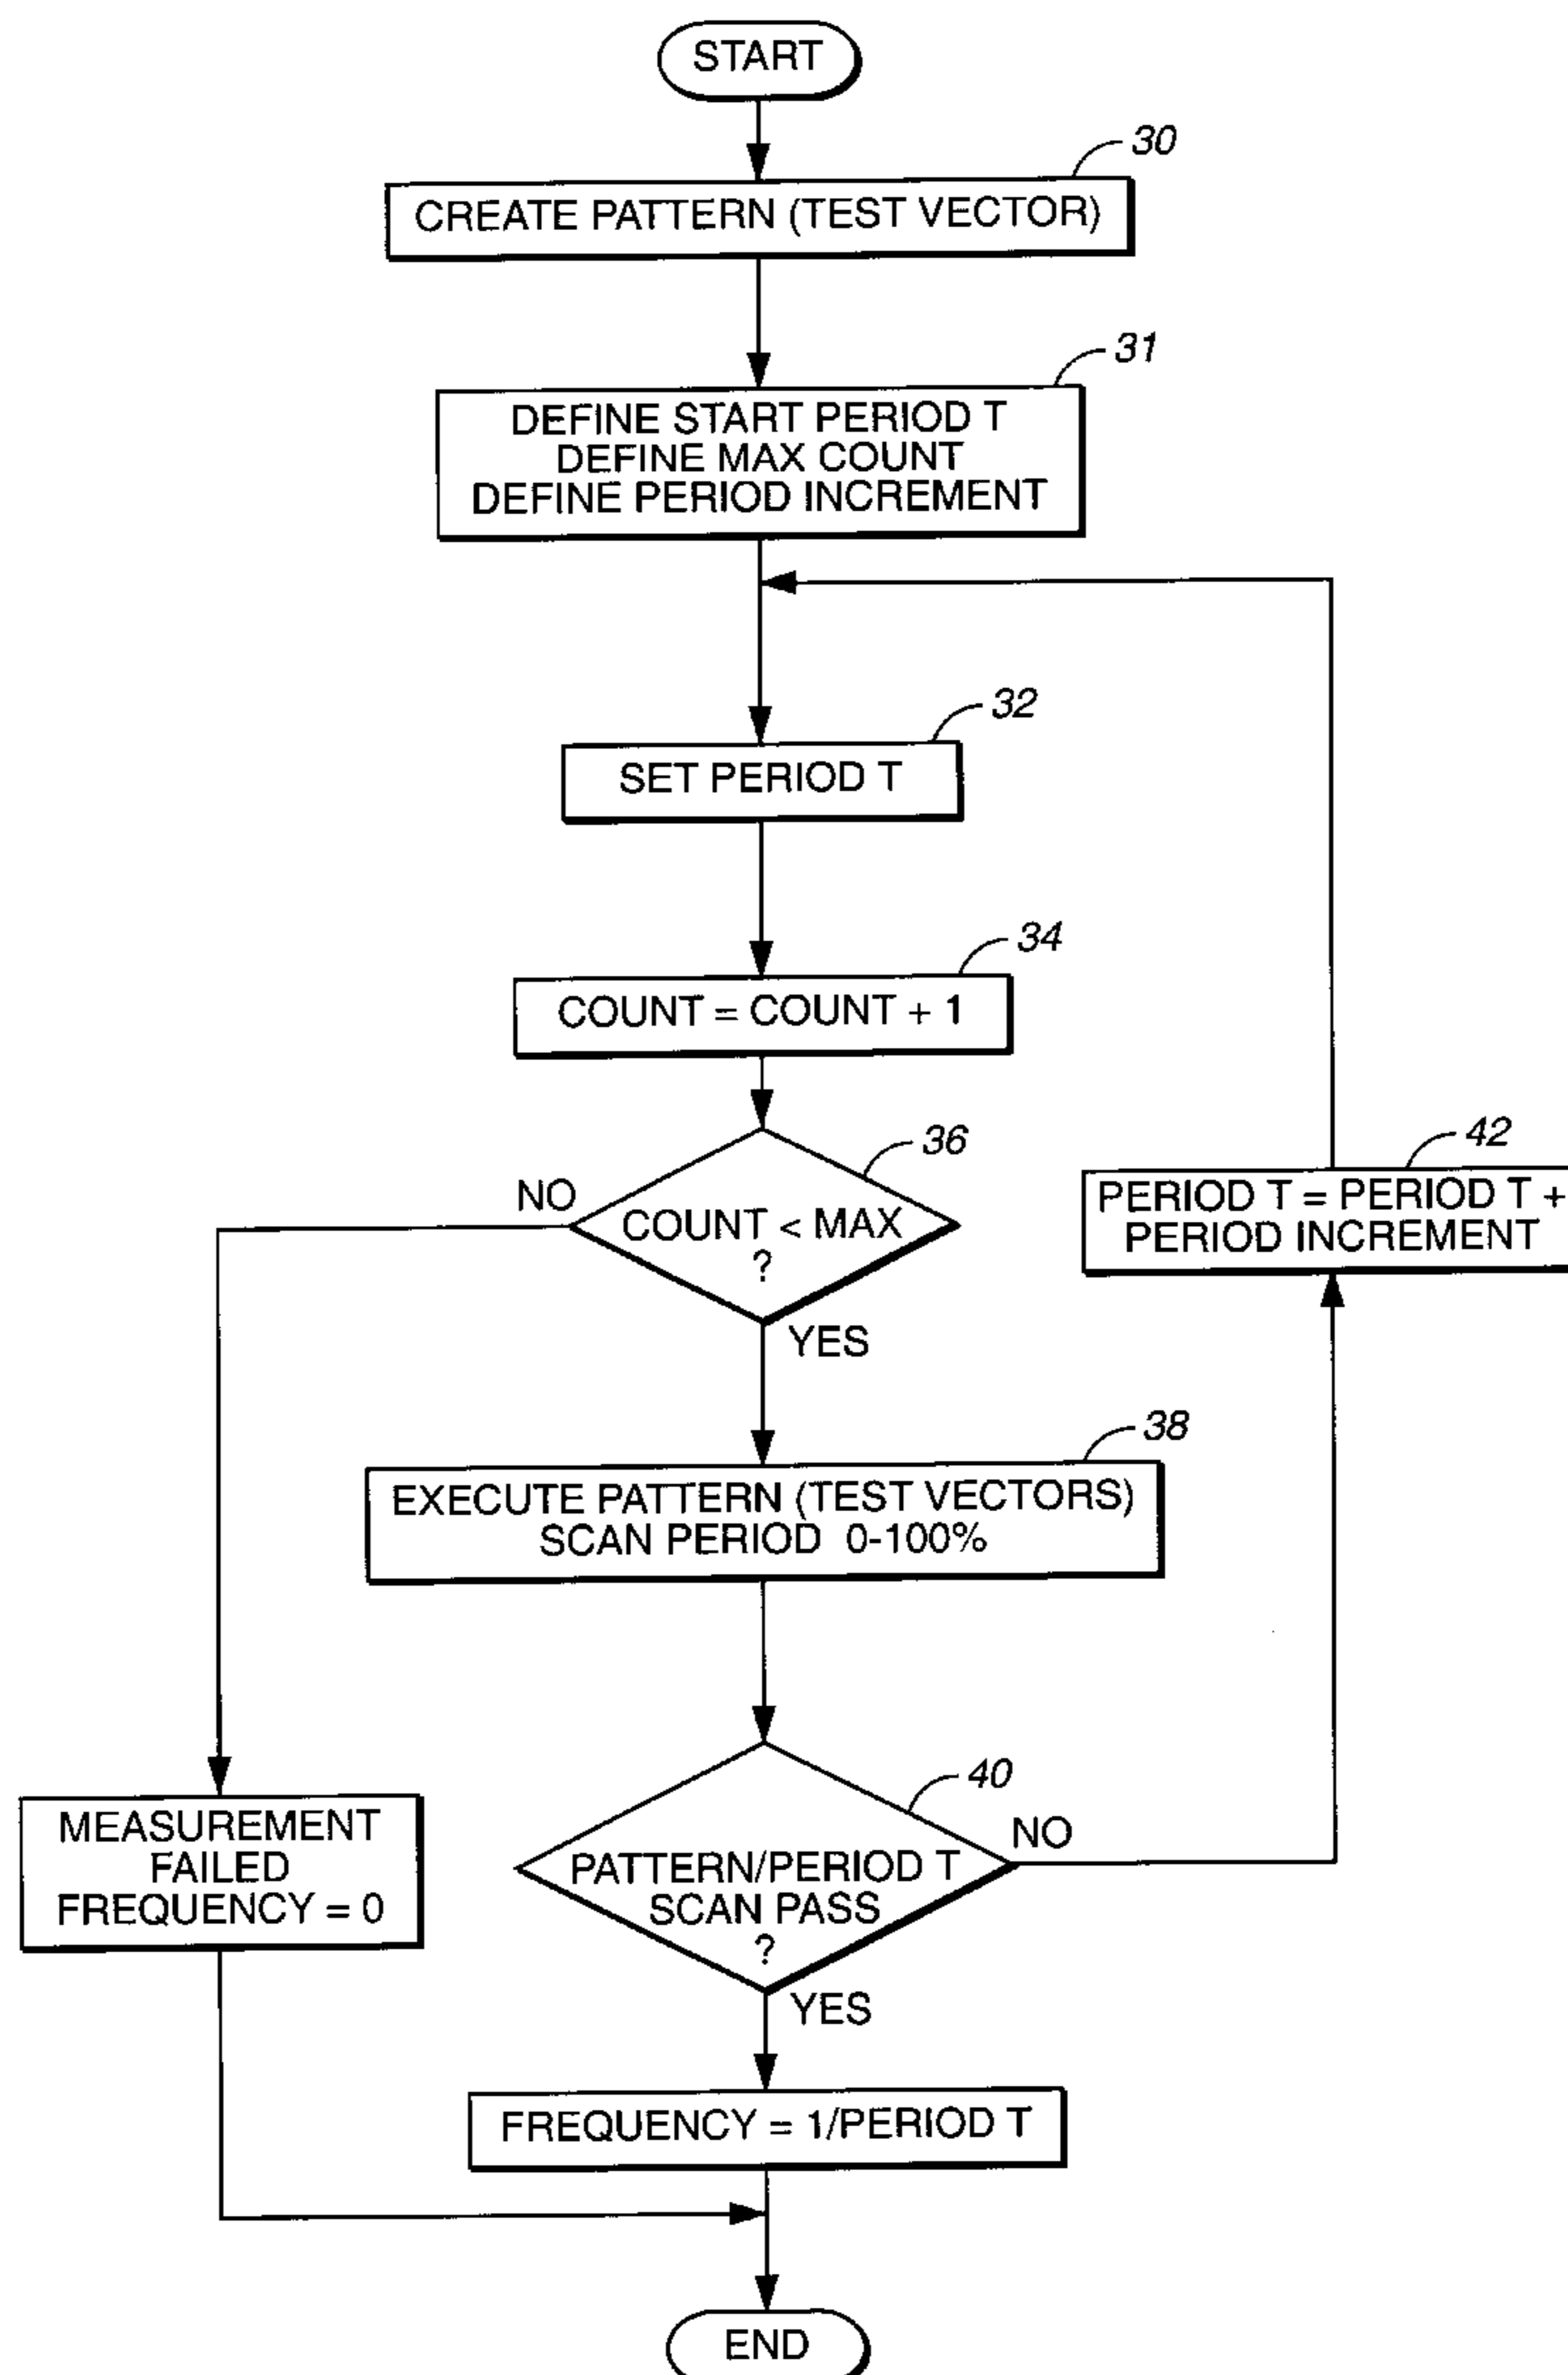 START
30
CREATE PATTERN (TEST VECTOR)
31
DEFINE START PERIOD T
DEFINE MAX COUNT
DEFINE PERIOD INCREMENT
32
SET PERIOD T
34
COUNT = COUNT + 1
36
NO
COUNT < MAX
?
YES
42
PERIOD T = PERIOD T +
PERIOD INCREMENT
38
EXECUTE PATTERN (TEST VECTORS)
SCAN PERIOD 0-100%
40
NO
PATTERN/PERIOD T
SCAN PASS
?
YES
MEASUREMENT
FAILED
FREQUENCY = 0
FREQUENCY = 1/PERIOD T
END